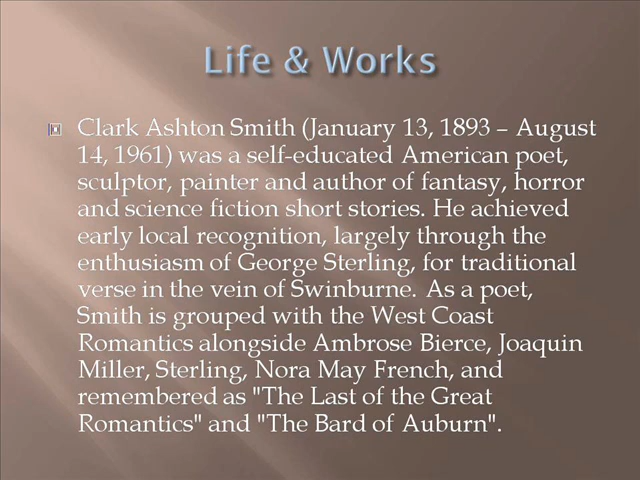 Life & Works
Clark Ashton Smith (January 13, 1893 – August
14, 1961) was a self-educated American poet,
sculptor, painter and author of fantasy, horror
and science fiction short stories. He achieved
early local recognition, largely through the
enthusiasm of George Sterling, for traditional
verse in the vein of Swinburne. As a poet,
Smith is grouped with the West Coast
Romantics alongside Ambrose Bierce, Joaquin
Miller, Sterling, Nora May French, and
remembered as "The Last of the Great
Romantics" and "The Bard of Auburn".